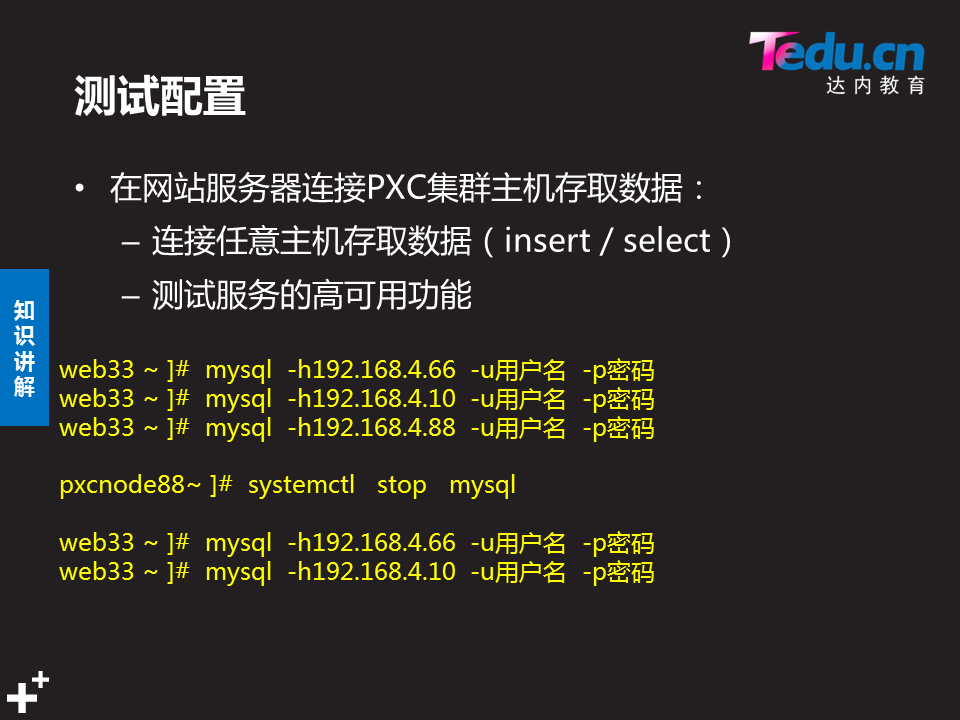 Tedu.cn
达内教育
测试配置
• 在网站服务器连接PXC集群主机存取数据：
– 连接任意主机存取数据（insert / select）
– 测试服务的高可用功能
知
识
讲
解
web33 ~ ]# mysql -h192.168.4.66 -u用户名 -p密码
web33 ~ ]# mysql -h192.168.4.10 -u用户名 -p密码
web33 ~ ]# mysql -h192.168.4.88 -u用户名 -p密码
pxcnode88~ ]# systemctl stop mysql
web33 ~ ]# mysql -h192.168.4.66 -u用户名 -p密码
web33 ~ ]# mysql -h192.168.4.10 -u用户名 -p密码